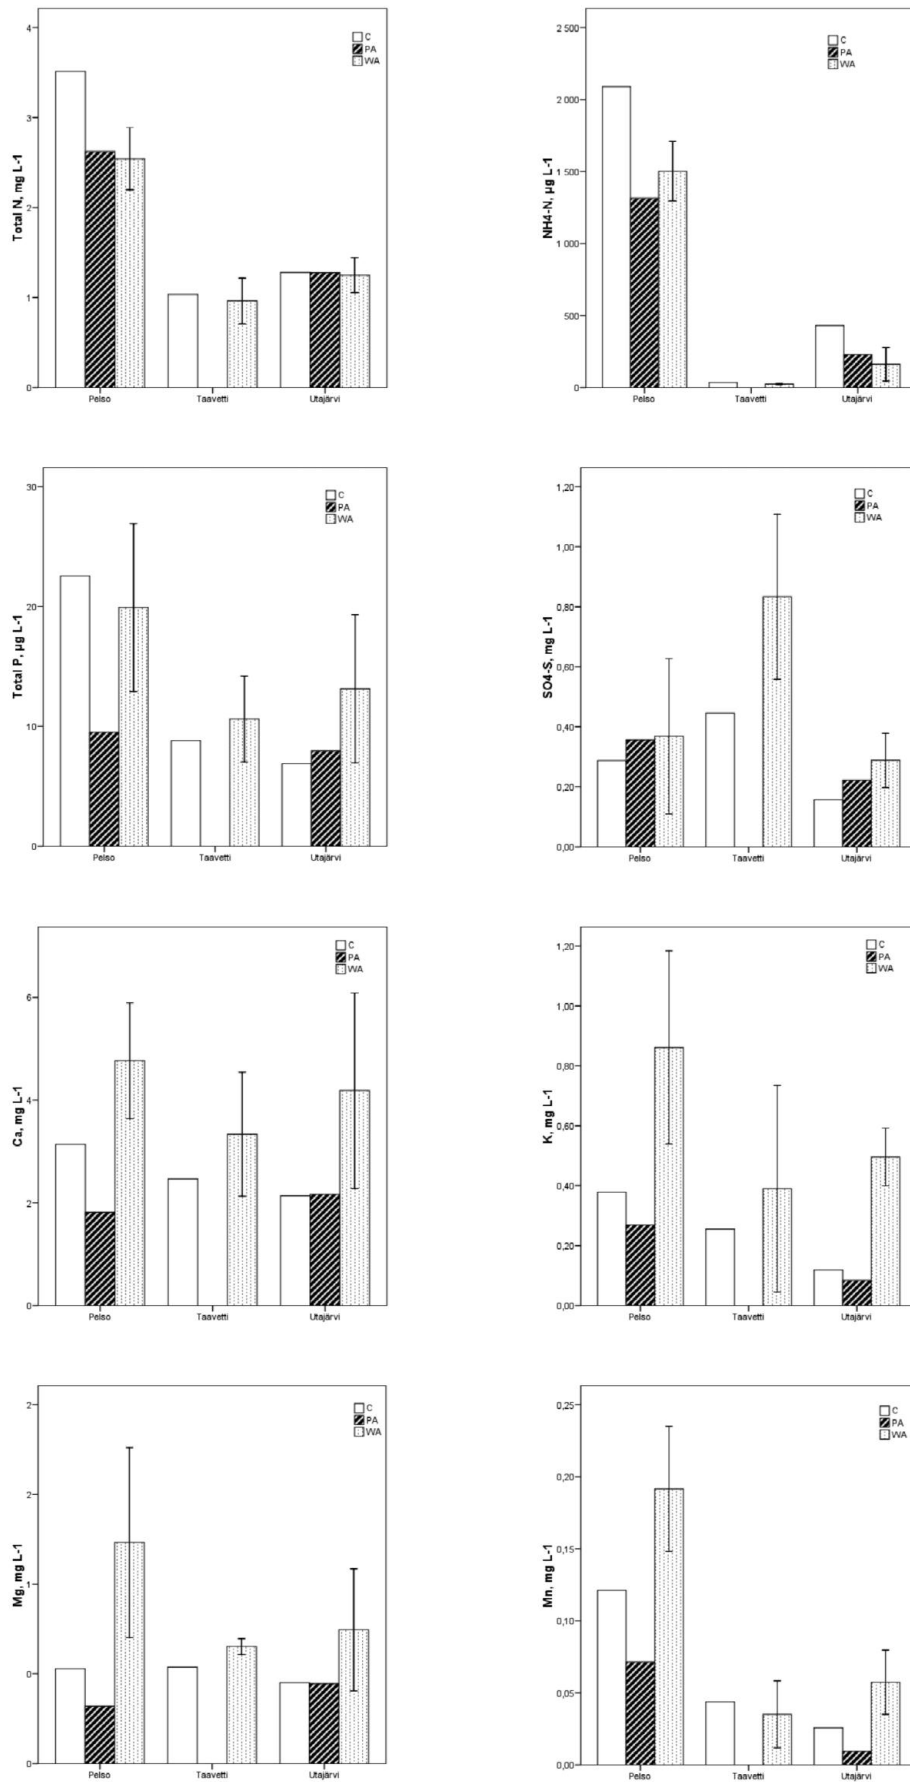 4
3
2
1
0
Total N, mg L-1
C
PA
WA
Pelso Taavetti Utajärvi
2 500
2 000
1 500
1 000
500
0
NH4-N, µg L-1
C
PA
WA
Pelso Taavetti Utajärvi
30
20
10
0
Total P, µg L-1
C
PA
WA
Pelso Taavetti Utajärvi
1,20
1,00
0,80
0,60
0,40
0,20
0,00
SO4-S, mg L-1
C
PA
WA
Pelso Taavetti Utajärvi
6
4
2
0
Ca, mg L-1
C
PA
WA
Pelso Taavetti Utajärvi
1,20
1,00
0,80
0,60
0,40
0,20
0,00
K, mg L-1
C
PA
WA
Pelso Taavetti Utajärvi
2
2
1
0
0
Mg, mg L-1
C
PA
WA
Pelso Taavetti Utajärvi
0,25
0,20
0,15
0,10
0,05
0,00
Mn, mg L-1
C
PA
WA
Pelso Taavetti Utajärvi